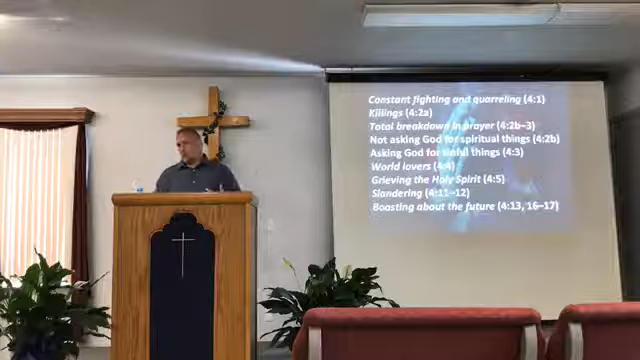 Constant fighting and quarreling (4:1)
Killings (4:2a)
Total breakdown in prayer (4:2b–3)
Not asking God for spiritual things (4:2b)
Asking God for sinful things (4:3)
World lovers (4:4)
Grieving the Holy Spirit (4:5)
Slandering (4:11–12)
Boasting about the future (4:13, 16–17)